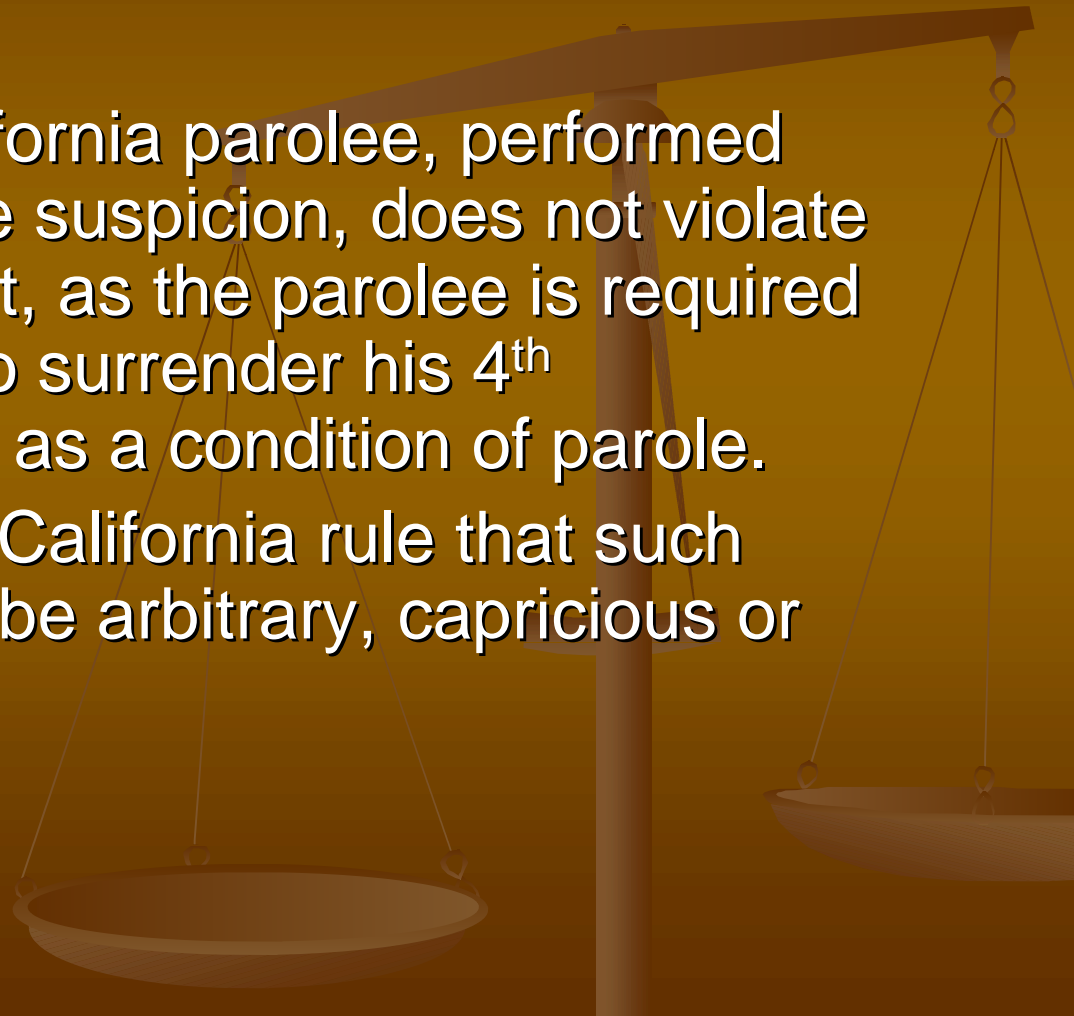 parolee, performed
suspicion, does not violate
as the parolee is required
surrender his 4th
as a condition of parole.
California rule that such
be arbitrary, capricious or